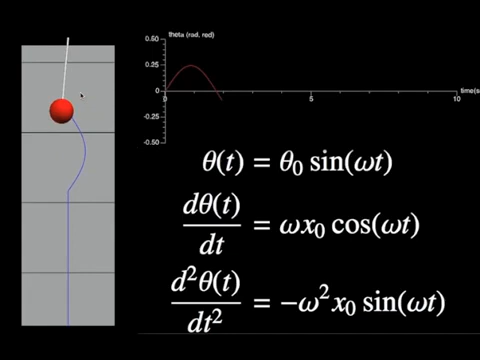 theta (rad, red)
0.50
0.25
0
-0.25
-0.50
0 5 10
time(s
θ(t) = θ₀ sin(ωt)
dθ(t)/dt = ωx₀ cos(ωt)
d²θ(t)/dt² = −ω²x₀ sin(ωt)